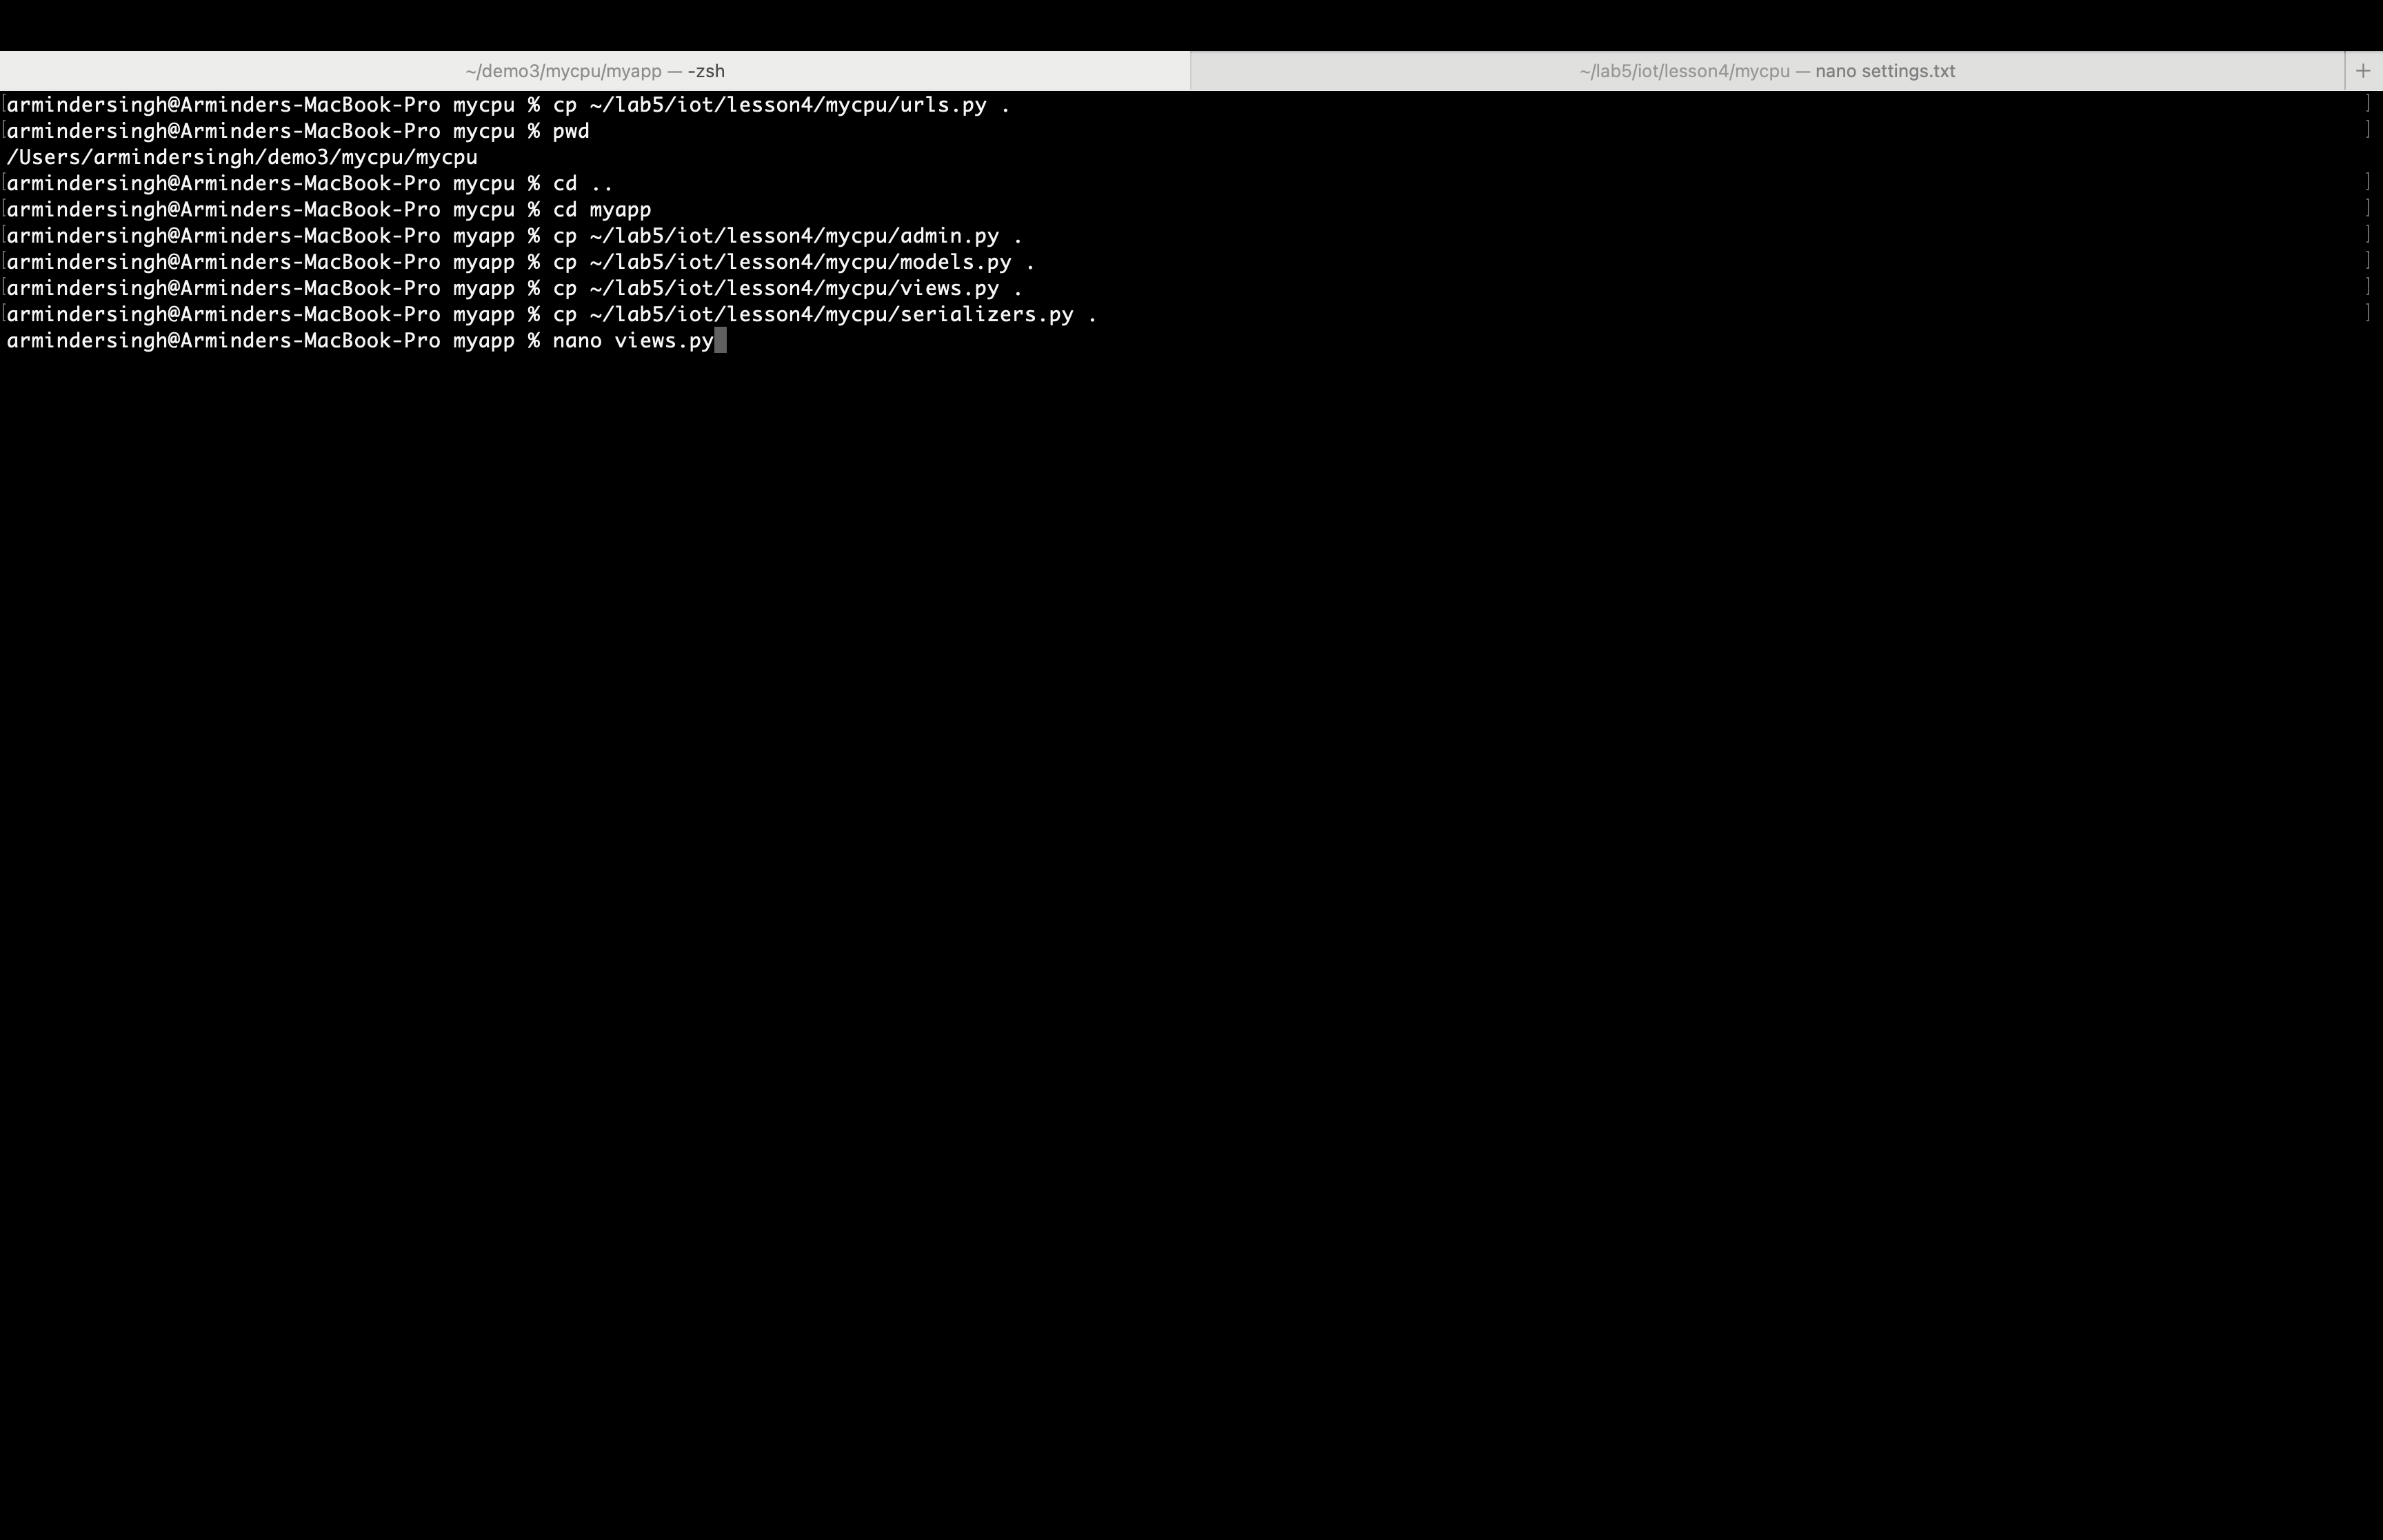 ~/demo3/mycpu/myapp — -zsh
~/lab5/iot/lesson4/mycpu — nano settings.txt
+
[armindersingh@Arminders-MacBook-Pro mycpu % cp ~/lab5/iot/lesson4/mycpu/urls.py . ]
[armindersingh@Arminders-MacBook-Pro mycpu % pwd ]
/Users/armindersingh/demo3/mycpu/mycpu
[armindersingh@Arminders-MacBook-Pro mycpu % cd .. ]
[armindersingh@Arminders-MacBook-Pro mycpu % cd myapp ]
[armindersingh@Arminders-MacBook-Pro myapp % cp ~/lab5/iot/lesson4/mycpu/admin.py . ]
[armindersingh@Arminders-MacBook-Pro myapp % cp ~/lab5/iot/lesson4/mycpu/models.py . ]
[armindersingh@Arminders-MacBook-Pro myapp % cp ~/lab5/iot/lesson4/mycpu/views.py . ]
[armindersingh@Arminders-MacBook-Pro myapp % cp ~/lab5/iot/lesson4/mycpu/serializers.py . ]
armindersingh@Arminders-MacBook-Pro myapp % nano views.py